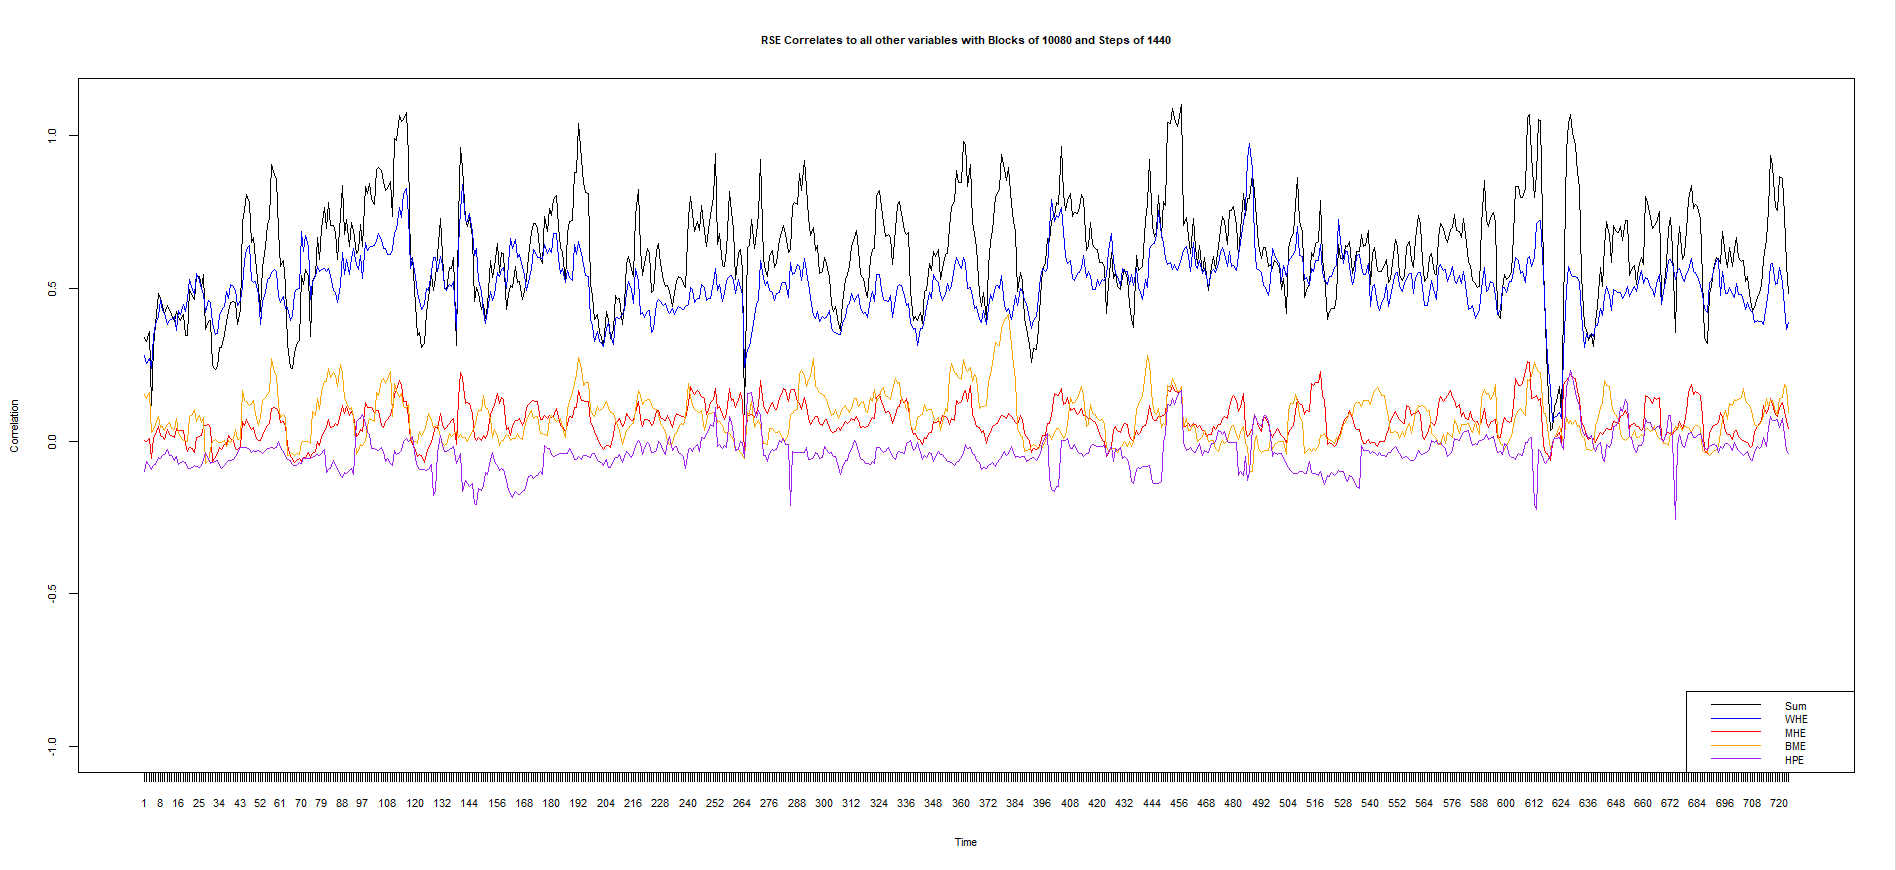 RSE Correlates to all other variables with Blocks of 10080 and Steps of 1440
1.0
0.5
0.0
-0.5
-1.0
Correlation
Sum
WHE
MHE
BME
HPE
1 8 16 25 34 43 52 61 70 79 88 97 108 120 132 144 156 168 180 192 204 216 228 240 252 264 276 288 300 312 324 336 348 360 372 384 396 408 420 432 444 456 468 480 492 504 516 528 540 552 564 576 588 600 612 624 636 648 660 672 684 696 708 720
Time